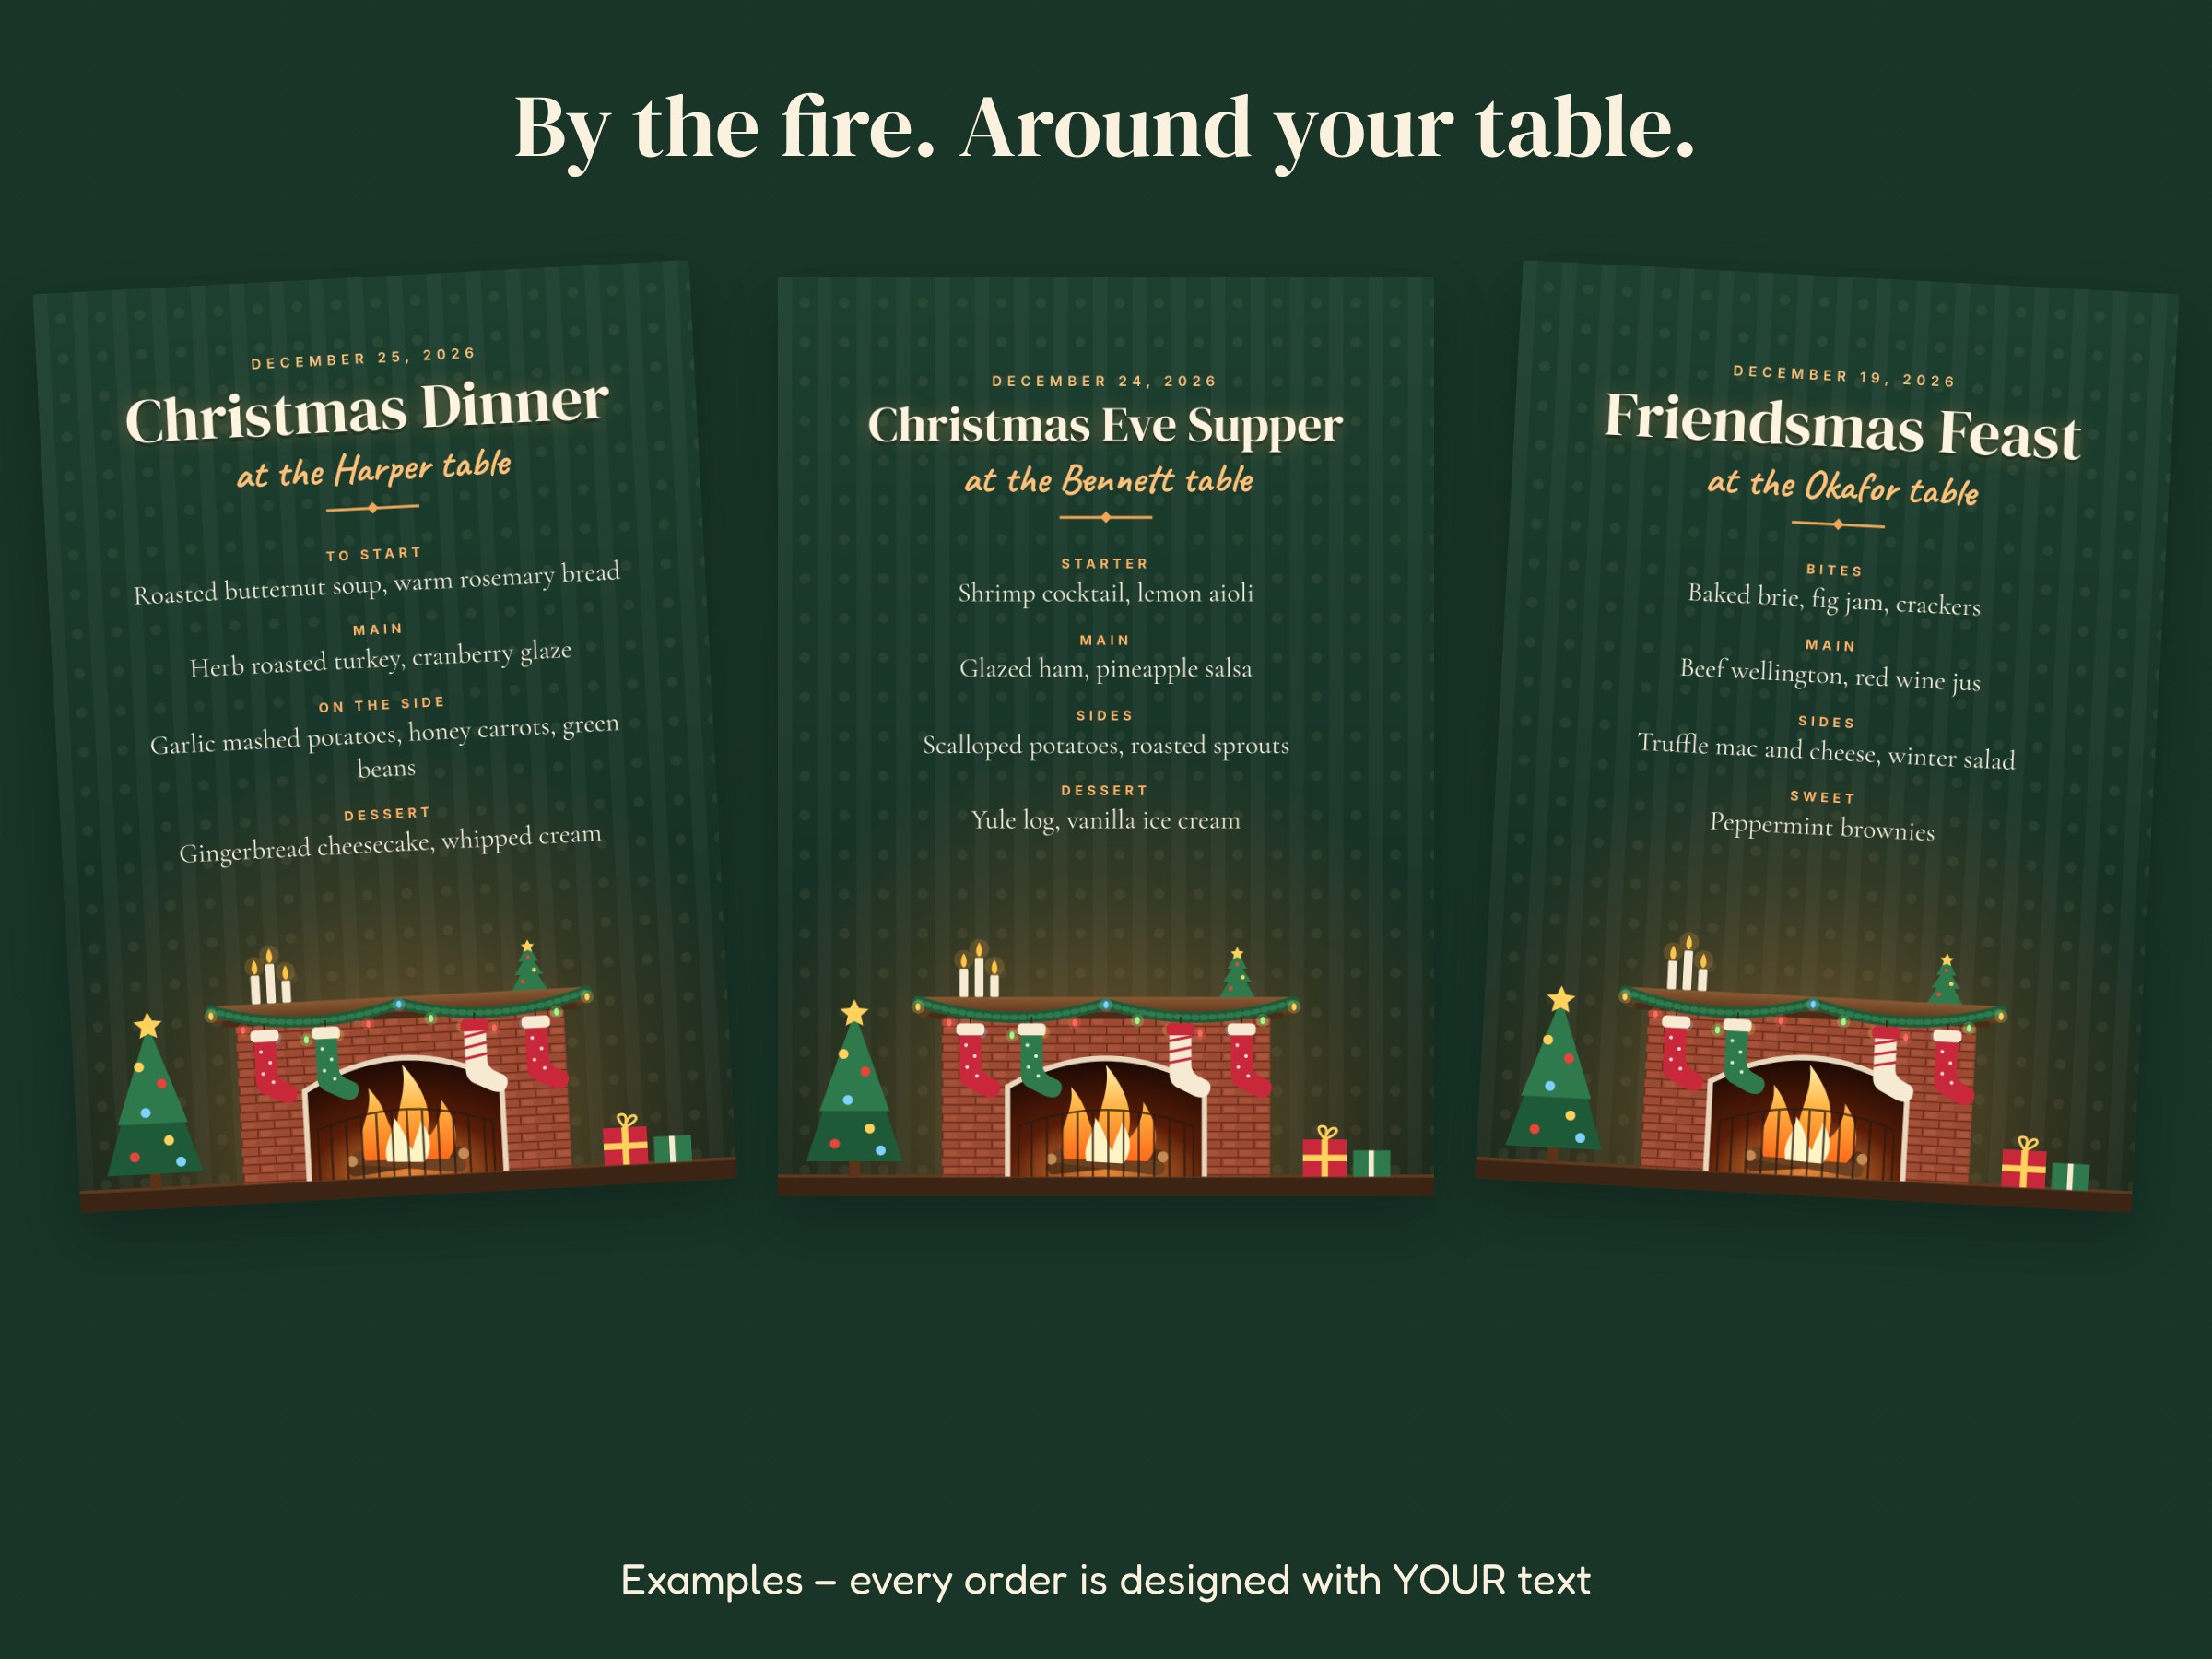 By the fire. Around your table.
DECEMBER 25, 2026
Christmas Dinner
at the Harper table
TO START
Roasted butternut soup, warm rosemary bread
MAIN
Herb roasted turkey, cranberry glaze
ON THE SIDE
Garlic mashed potatoes, honey carrots, green
beans
DESSERT
Gingerbread cheesecake, whipped cream
DECEMBER 24, 2026
Christmas Eve Supper
at the Bennett table
STARTER
Shrimp cocktail, lemon aioli
MAIN
Glazed ham, pineapple salsa
SIDES
Scalloped potatoes, roasted sprouts
DESSERT
Yule log, vanilla ice cream
DECEMBER 19, 2026
Friendsmas Feast
at the Okafor table
BITES
Baked brie, fig jam, crackers
MAIN
Beef wellington, red wine jus
SIDES
Truffle mac and cheese, winter salad
SWEET
Peppermint brownies
Examples – every order is designed with YOUR text